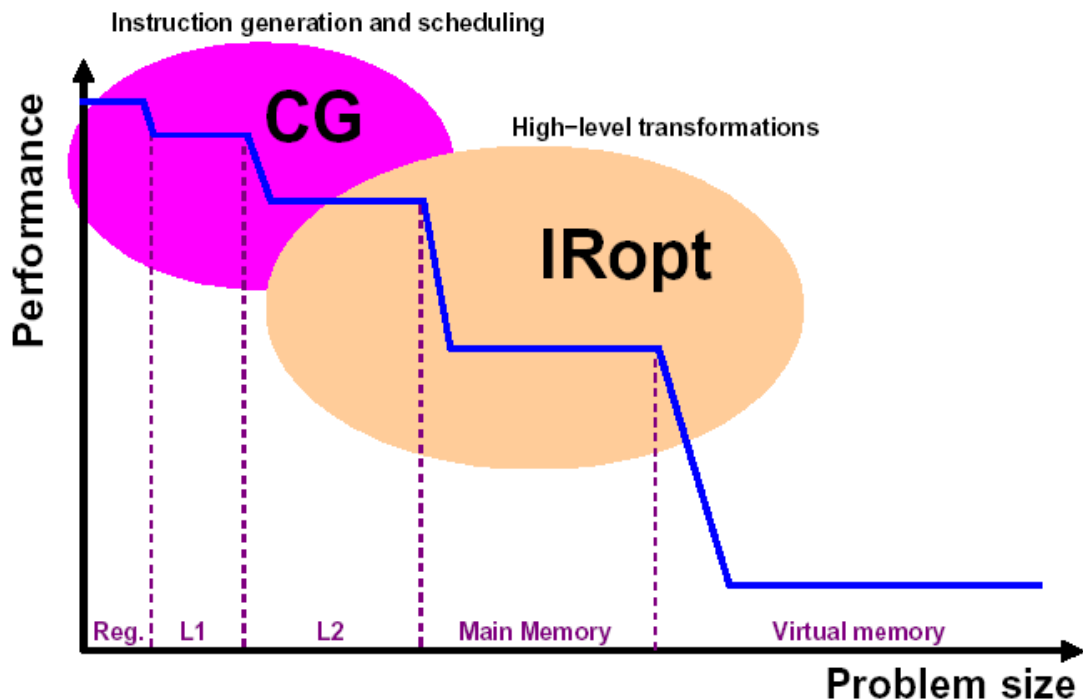 Instruction generation and scheduling
CG
High-level transformations
IRopt
Performance
Reg.
L1
L2
Main Memory
Virtual memory
Problem size